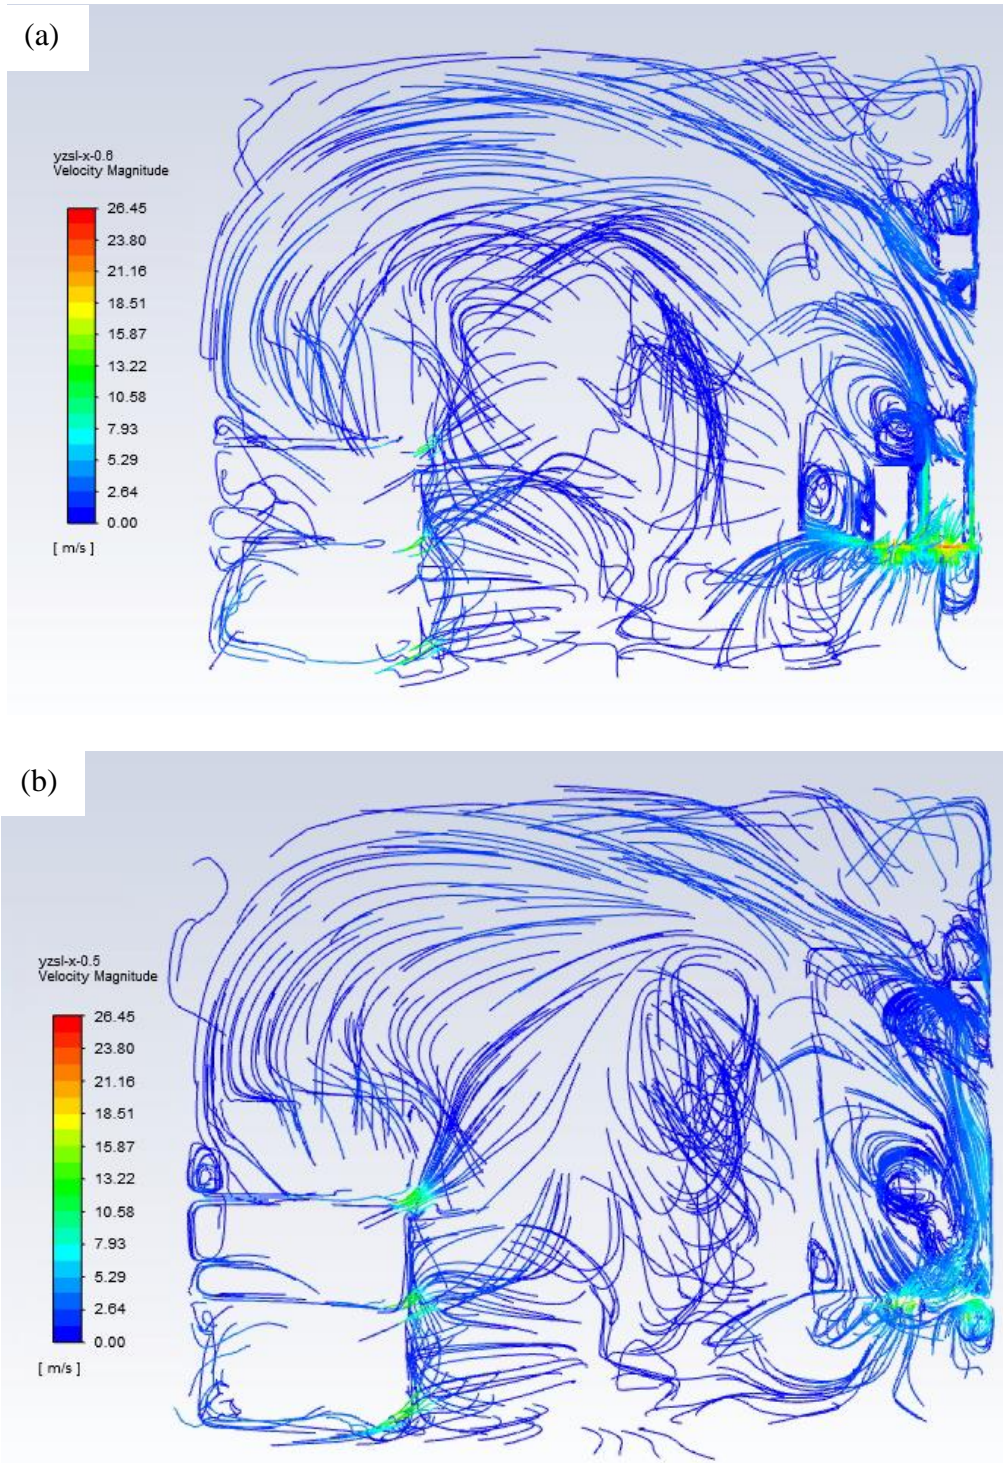 (a)
yzsl-x-0.6
Velocity Magnitude
26.45
23.80
21.16
18.51
15.87
13.22
10.58
7.93
5.29
2.64
0.00
[ m/s ]
(b)
yzsl-x-0.5
Velocity Magnitude
26.45
23.80
21.16
18.51
15.87
13.22
10.58
7.93
5.29
2.64
0.00
[ m/s ]